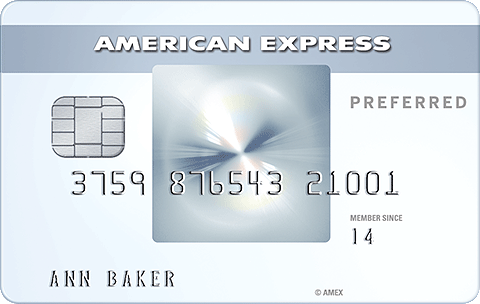 AMERICAN EXPRESS
PREFERRED
3759 876543 21001
MEMBER SINCE
14
ANN BAKER
© AMEX